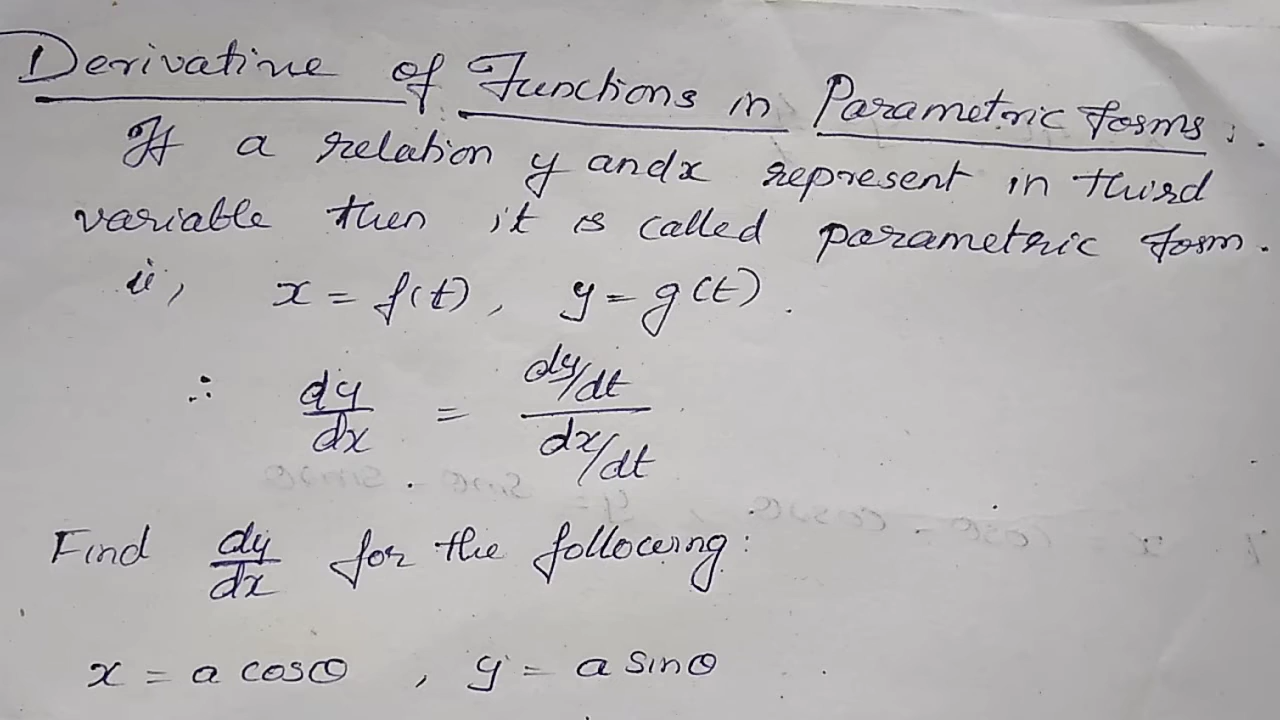 Derivative of Functions in Parametric forms:.
If a relation y and x represent in third
variable then it is called parametric form.
ie, x = f(t), y = g(t).
∴ dy/dx = (dy/dt)/(dx/dt)
Find dy/dx for the following:
x = a cosθ , y = a sinθ